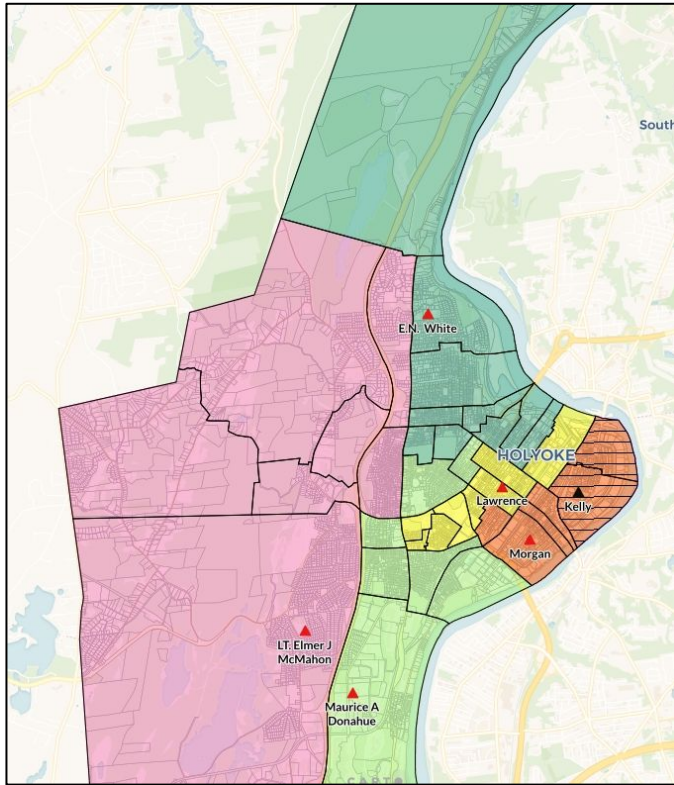 South
E.N. White
HOLYOKE
Lawrence
Kelly
Morgan
LT. Elmer J
McMahon
Maurice A
Donahue